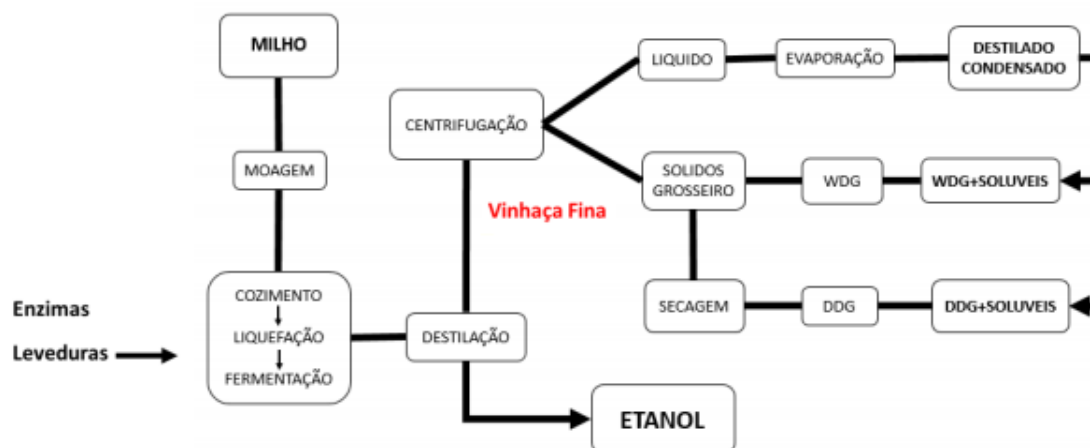 MILHO
MOAGEM
Enzimas
Leveduras
COZIMENTO
LIQUEFAÇÃO
FERMENTAÇÃO
DESTILAÇÃO
ETANOL
CENTRIFUGAÇÃO
Vinhaça Fina
LIQUIDO
EVAPORAÇÃO
DESTILADO
CONDENSADO
SOLIDOS
GROSSEIRO
WDG
WDG+SOLUVEIS
SECAGEM
DDG
DDG+SOLUVEIS